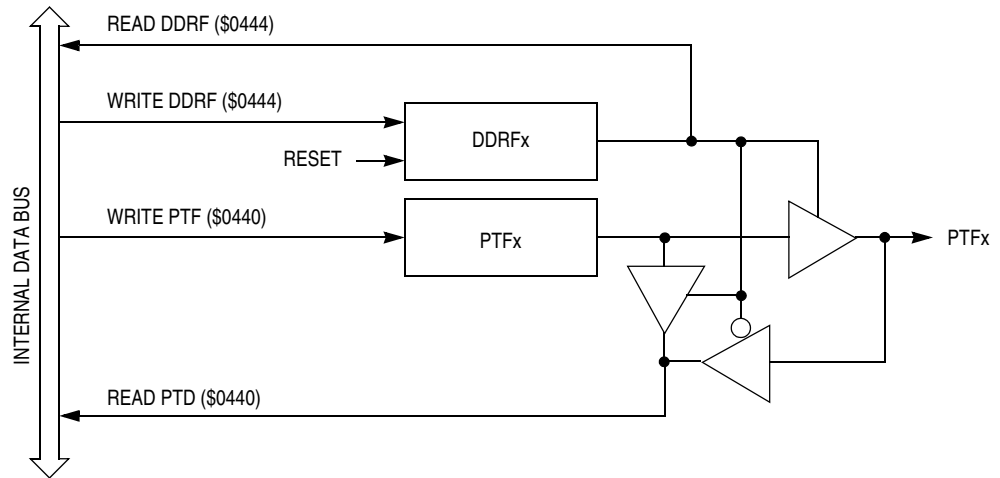 READ DDRF ($0444)
WRITE DDRF ($0444)
DDRFx
RESET
WRITE PTF ($0440)
PTFx
PTFx
INTERNAL DATA BUS
READ PTD ($0440)